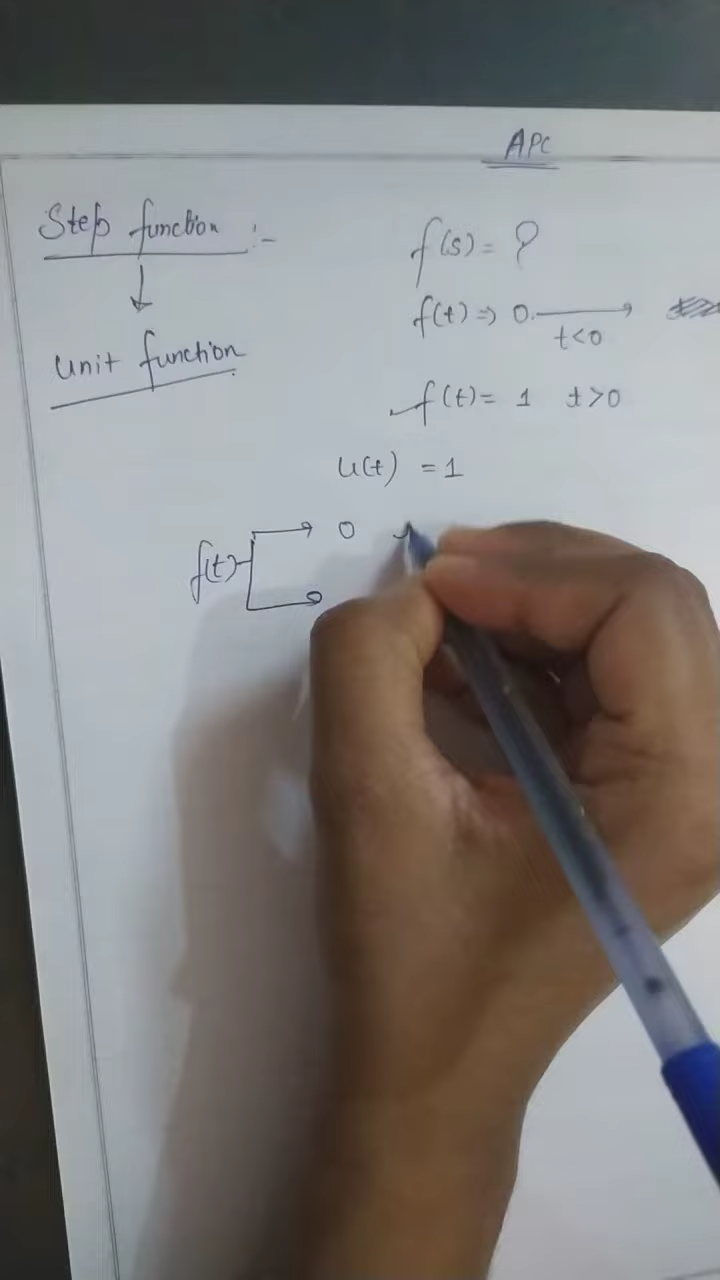 APC
Step function :-
Unit function
f(s) = ?
f(t) ⇒ 0. t<0
f(t) = 1 t>0
u(t) = 1
f(t) 0